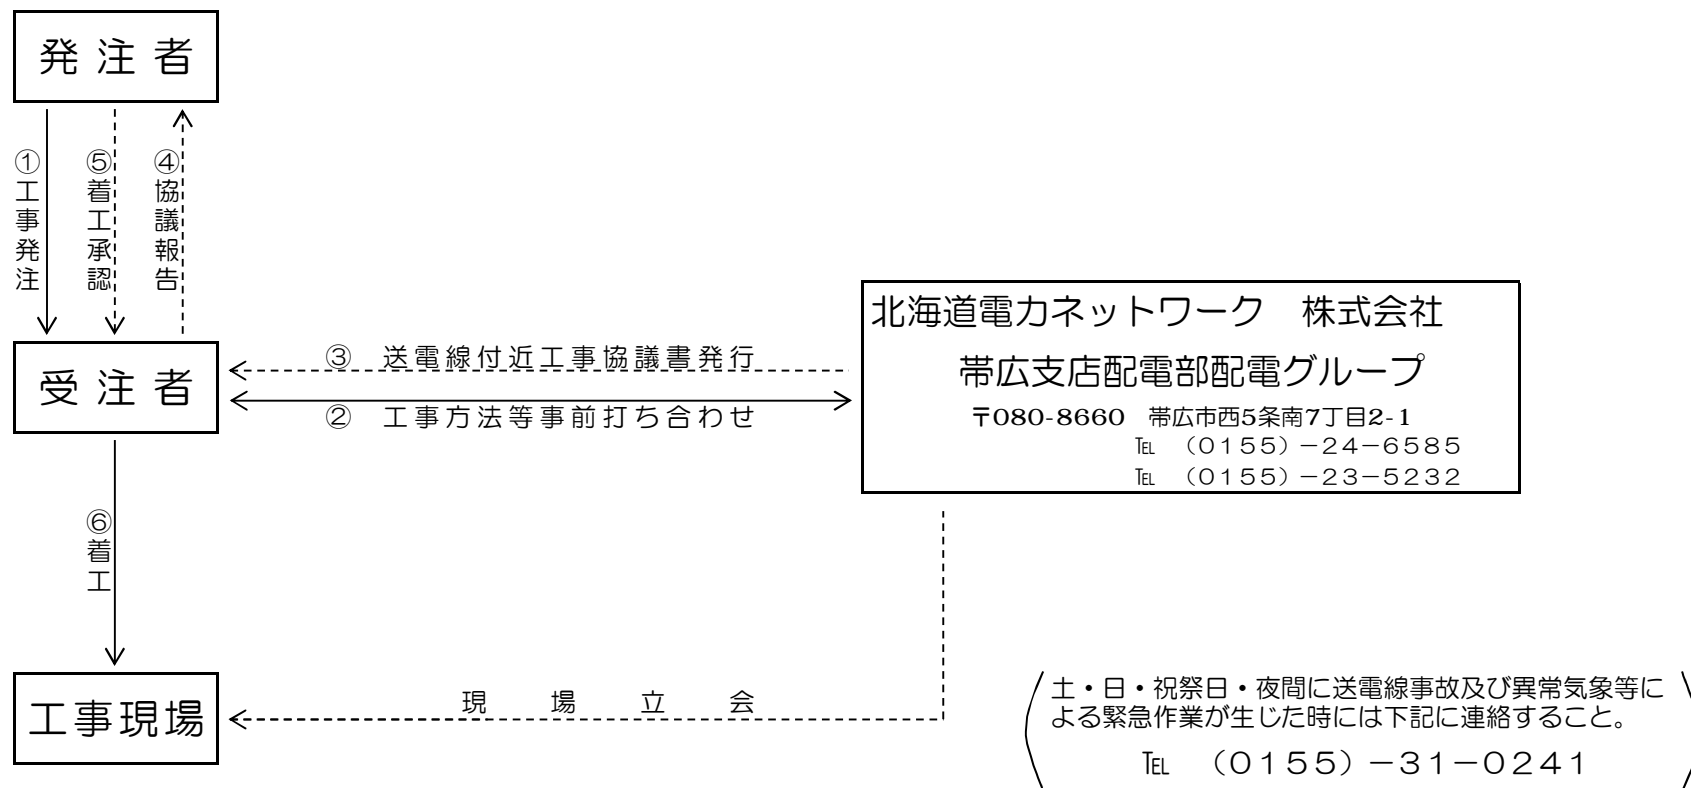 発注者
①工事発注
⑤着工承認
④協議報告
受注者
③　送電線付近工事協議書発行
②　工事方法等事前打ち合わせ
北海道電力ネットワーク　株式会社
帯広支店配電部配電グループ
〒080-8660　帯広市西5条南7丁目2-1
℡　（０１５５）－２４－６５８５
℡　（０１５５）－２３－５２３２
⑥着工
工事現場
現場立会
土・日・祝祭日・夜間に送電線事故及び異常気象等に
よる緊急作業が生じた時には下記に連絡すること。
℡　（０１５５）－３１－０２４１